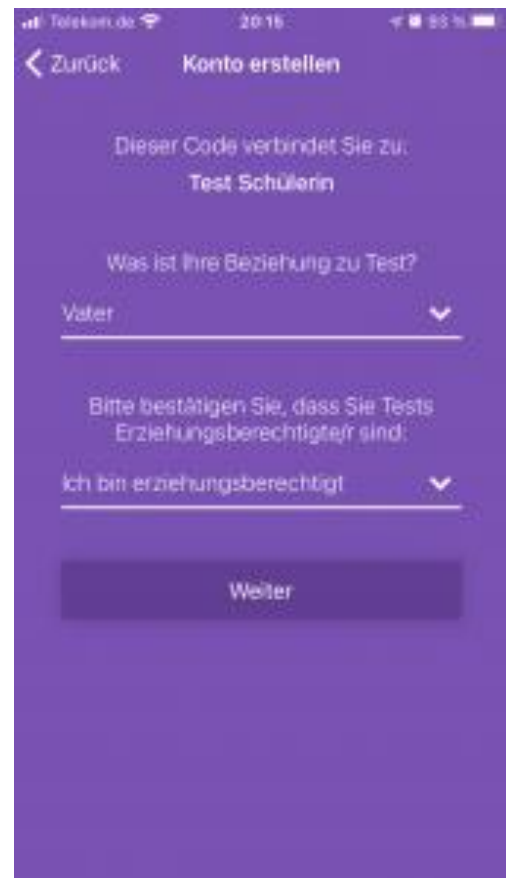 Telekom.de 20:15 93 %
Zurück Konto erstellen
Dieser Code verbindet Sie zu:
Test Schülerin
Was ist Ihre Beziehung zu Test?
Vater
Bitte bestätigen Sie, dass Sie Tests
Erziehungsberechtigte/r sind:
Ich bin erziehungsberechtigt
Weiter